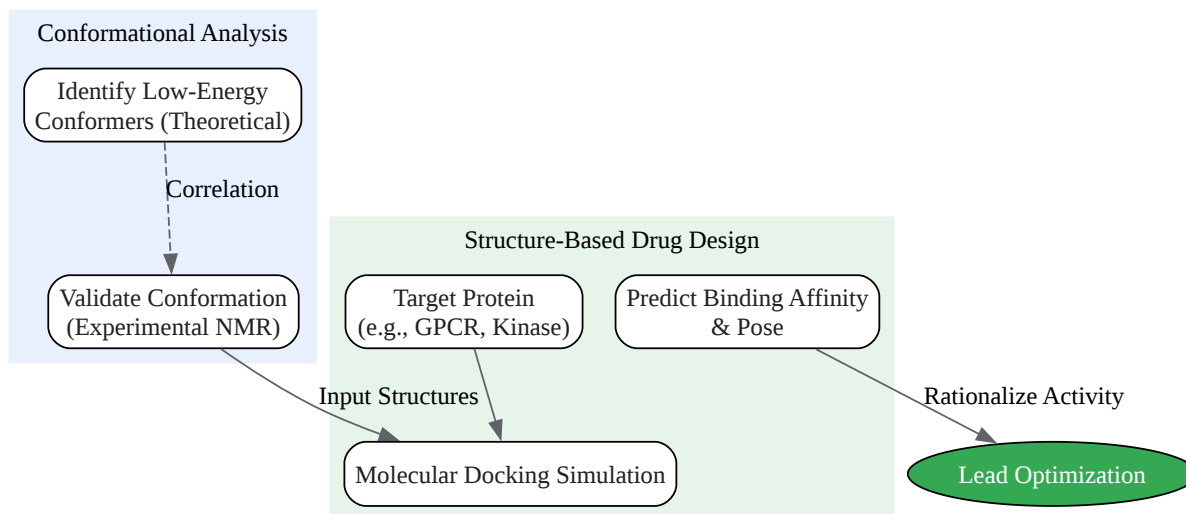 Conformational Analysis
Identify Low-Energy
Conformers (Theoretical)
Correlation
Validate Conformation
(Experimental NMR)
Structure-Based Drug Design
Target Protein
(e.g., GPCR, Kinase)
Predict Binding Affinity
& Pose
Input Structures
Rationalize Activity
Molecular Docking Simulation
Lead Optimization